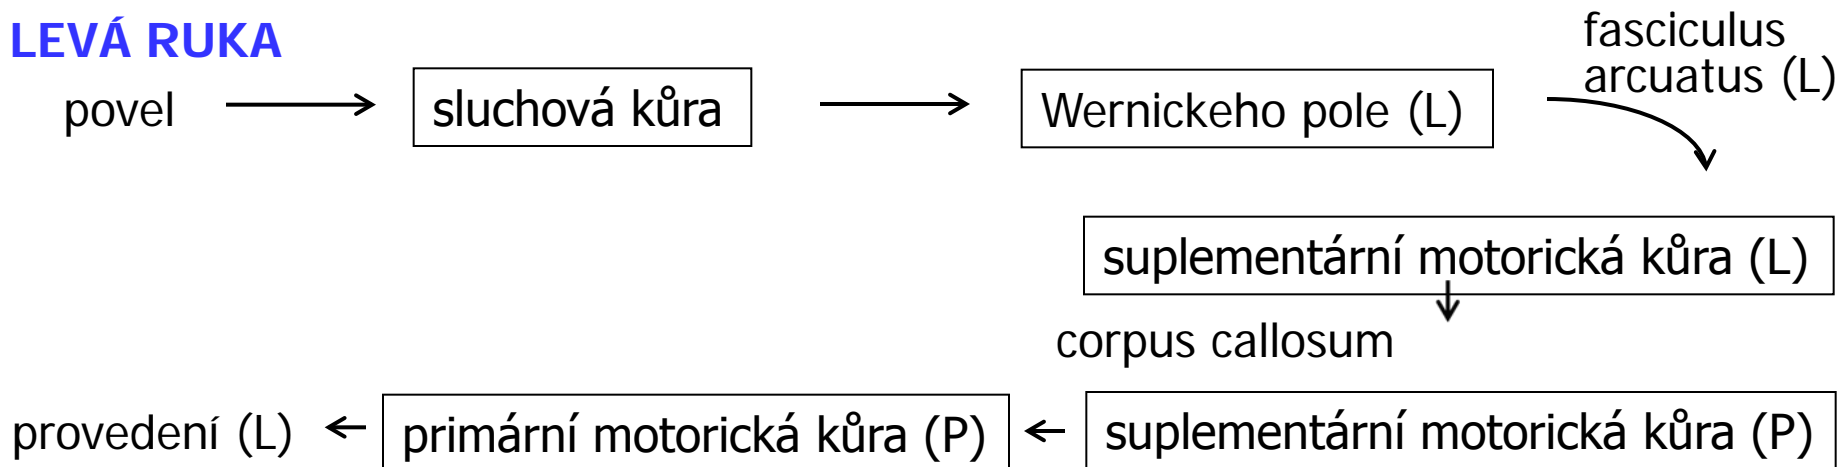 LEVÁ RUKA
povel
sluchová kůra
Wernickeho pole (L)
fasciculus
arcuatus (L)
suplementární motorická kůra (L)
corpus callosum
suplementární motorická kůra (P)
primární motorická kůra (P)
provedení (L)